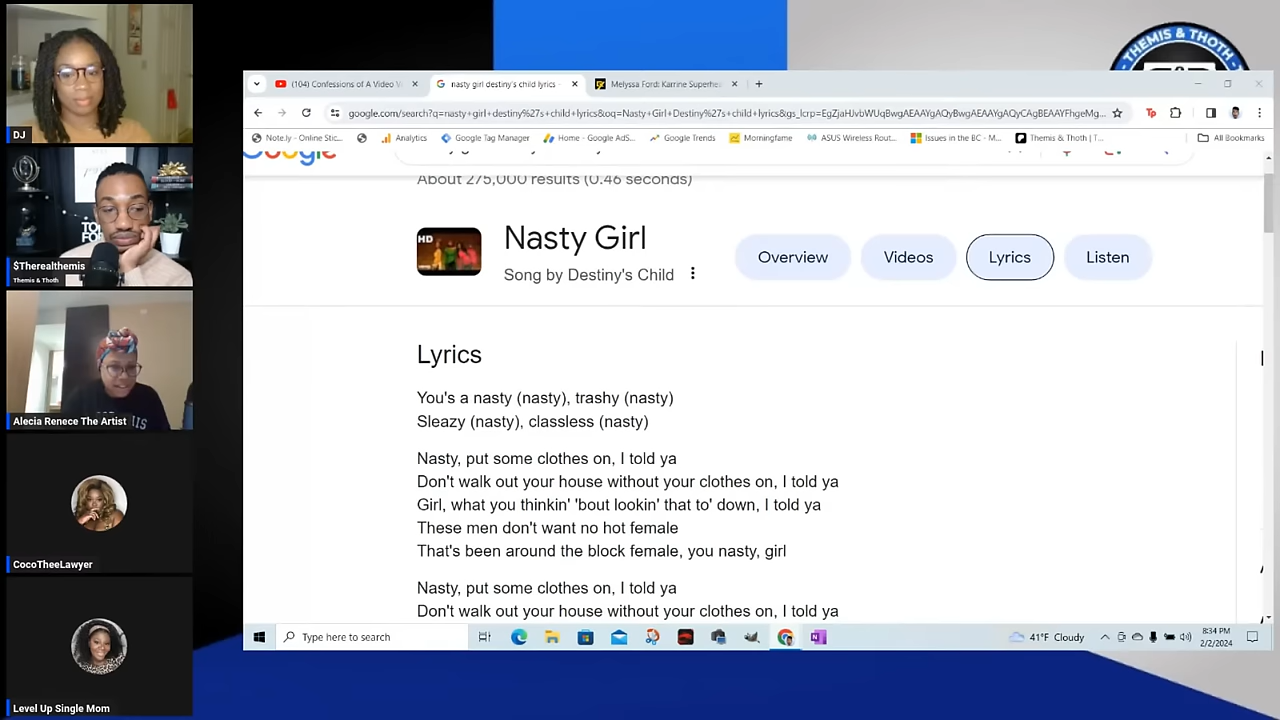 DJ
$Therealthemis
Themis & Thoth
Alecia Renece The Artist
CocoTheeLawyer
Level Up Single Mom
THEMIS & THOTH
(104) Confessions of A Video V
nasty girl destiny's child lyrics -
Melyssa Ford: Karrine Superhea
google.com/search?q=nasty+girl+destiny%27s+child+lyrics&oq=Nasty+Girl+Destiny%27s+child+lyrics&gs_lcrp=EgZjaHJvbWUqBwgAEAAYgAQyBwgAEAAYgAQyCAgBEAAYFhgeMg...
Note.ly - Online Stic...
Analytics
Google Tag Manager
Home - Google AdS...
Google Trends
Morningfame
ASUS Wireless Rout...
Issues in the BC - M...
Themis & Thoth | T...
All Bookmarks
About 275,000 results (0.46 seconds)
HD
Nasty Girl
Song by Destiny's Child
Overview
Videos
Lyrics
Listen
Lyrics
You's a nasty (nasty), trashy (nasty)
Sleazy (nasty), classless (nasty)
Nasty, put some clothes on, I told ya
Don't walk out your house without your clothes on, I told ya
Girl, what you thinkin' 'bout lookin' that to' down, I told ya
These men don't want no hot female
That's been around the block female, you nasty, girl
Nasty, put some clothes on, I told ya
Don't walk out your house without your clothes on, I told ya
Type here to search
41°F Cloudy
8:34 PM
2/2/2024